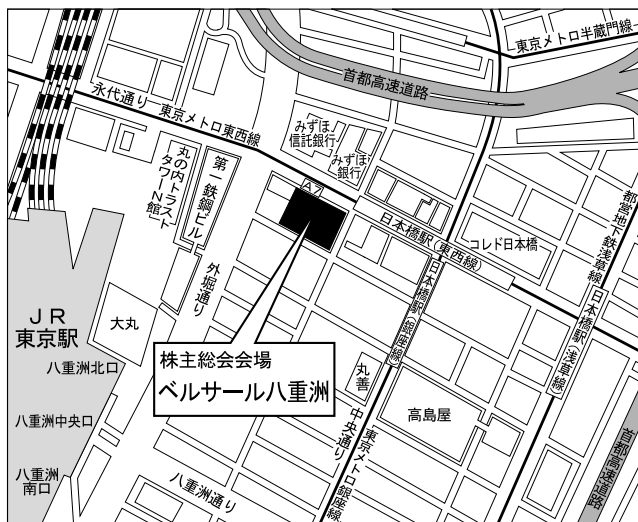 東京メトロ半蔵門線
首都高速道路
永代通り
東京メトロ東西線
みずほ
信託銀行
みずほ
銀行
丸の内トラスト
タワーN館
第一鉄鋼ビル
A7
日本橋駅(東西線)
コレド日本橋
都営地下鉄浅草線
日本橋駅(浅草線)
日本橋駅(銀座線)
外堀通り
JR
東京駅
大丸
八重洲北口
株主総会会場
ベルサール八重洲
丸善
高島屋
中央通り
東京メトロ銀座線
八重洲中央口
八重洲
南口
八重洲通り
首都高速道路